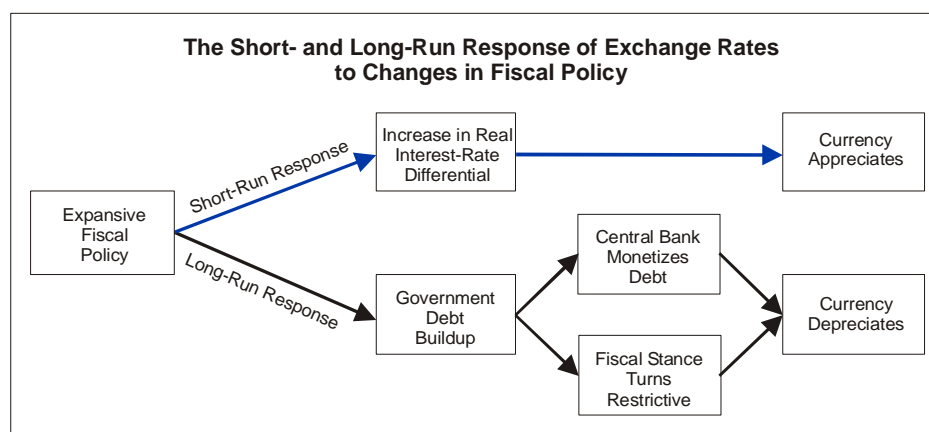 The Short- and Long-Run Response of Exchange Rates
to Changes in Fiscal Policy
Increase in Real
Interest-Rate
Differential
Currency
Appreciates
Short-Run Response
Expansive
Fiscal
Policy
Long-Run Response
Central Bank
Monetizes
Debt
Government
Debt
Buildup
Currency
Depreciates
Fiscal Stance
Turns
Restrictive